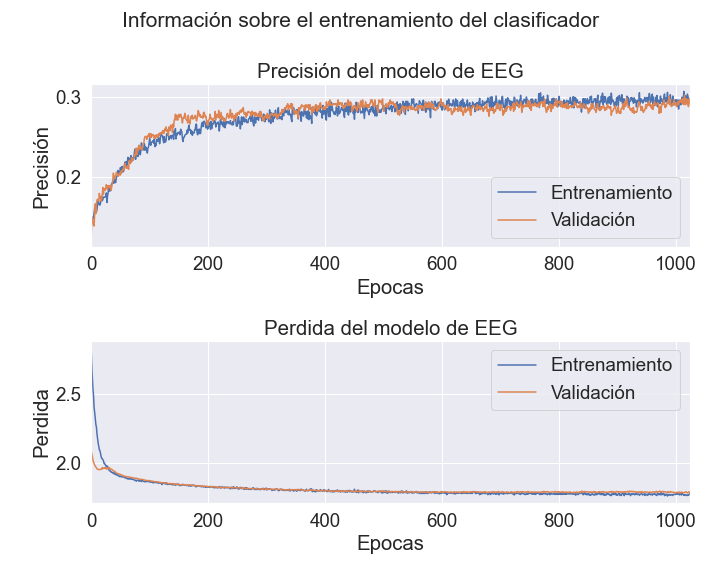 Información sobre el entrenamiento del clasificador
Precisión del modelo de EEG
0.3
0.2
Precisión
Entrenamiento
Validación
0 200 400 600 800 1000
Epocas
Perdida del modelo de EEG
2.5
2.0
Perdida
Entrenamiento
Validación
0 200 400 600 800 1000
Epocas